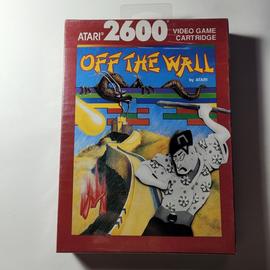 ATARI 2600 VIDEO GAME CARTRIDGE
OFF THE WALL
by ATARI